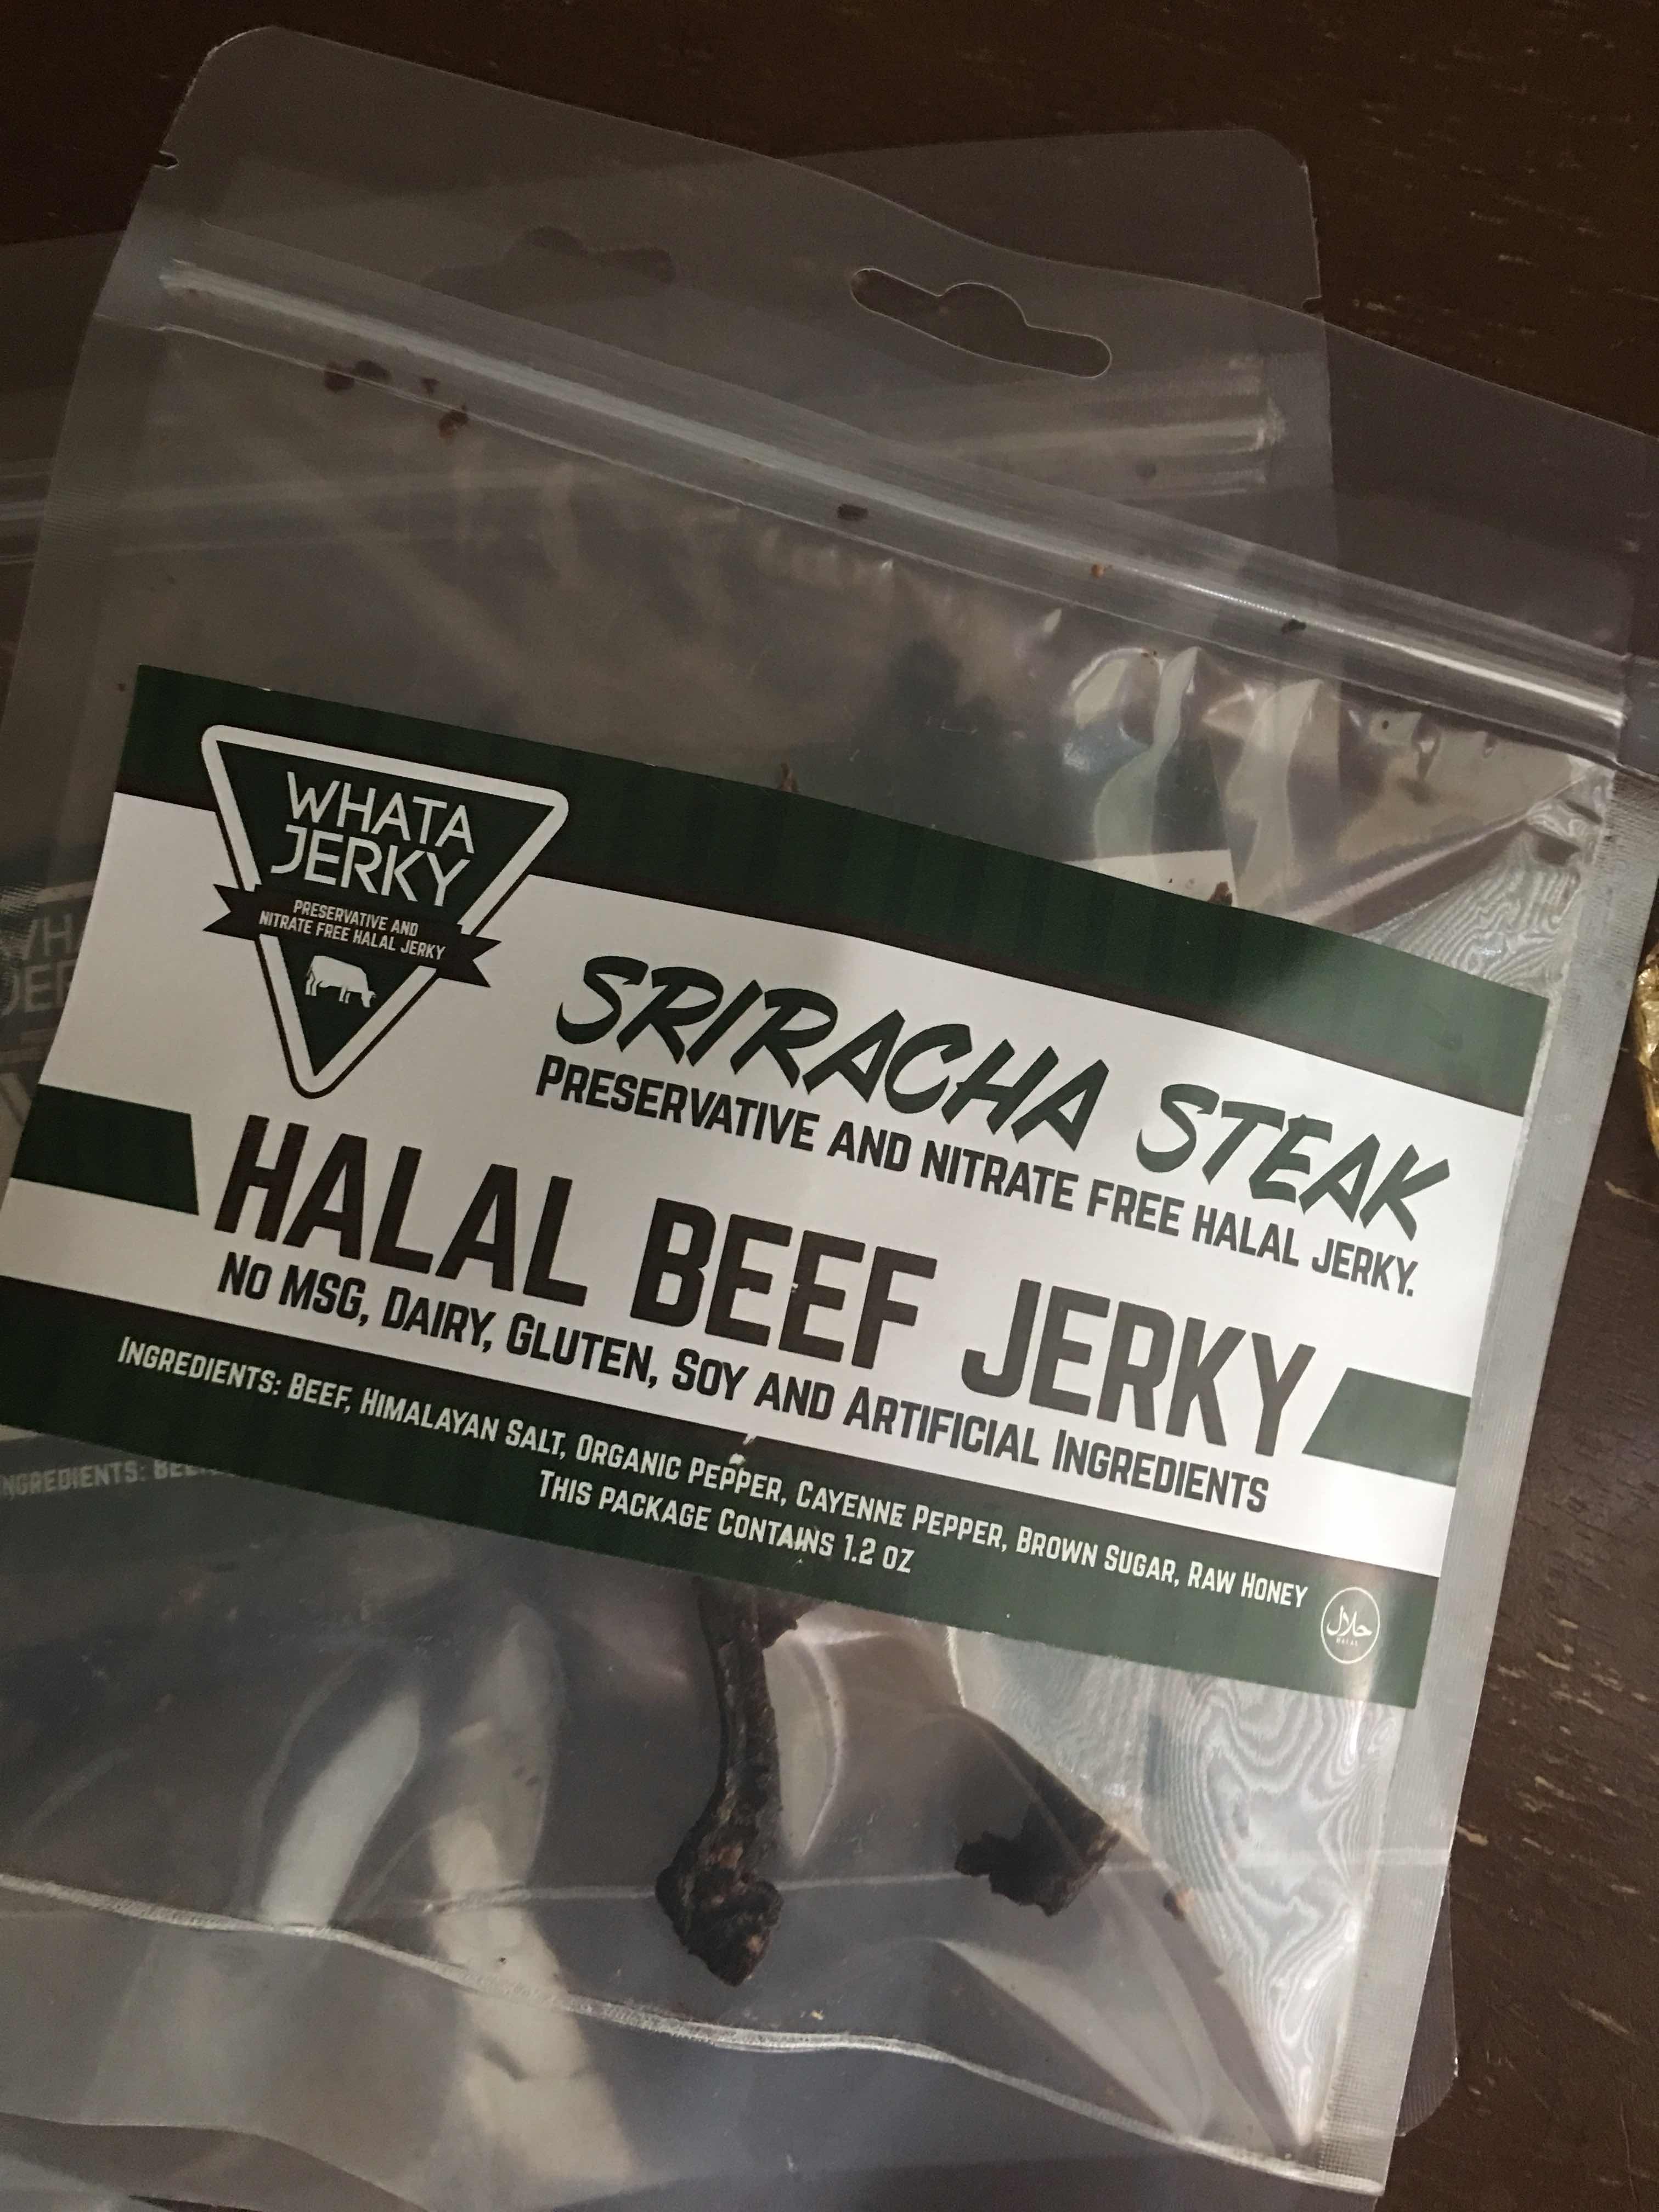 WHATA
JERKY
PRESERVATIVE AND
NITRATE FREE HALAL JERKY
SRIRACHA STEAK
PRESERVATIVE AND NITRATE FREE HALAL JERKY.
HALAL BEEF JERKY
NO MSG, DAIRY, GLUTEN, SOY AND ARTIFICIAL INGREDIENTS
INGREDIENTS: BEEF, HIMALAYAN SALT, ORGANIC PEPPER, CAYENNE PEPPER, BROWN SUGAR, RAW HONEY
THIS PACKAGE CONTAINS 1.2 OZ
حلال
HALAL
INGREDIENTS: